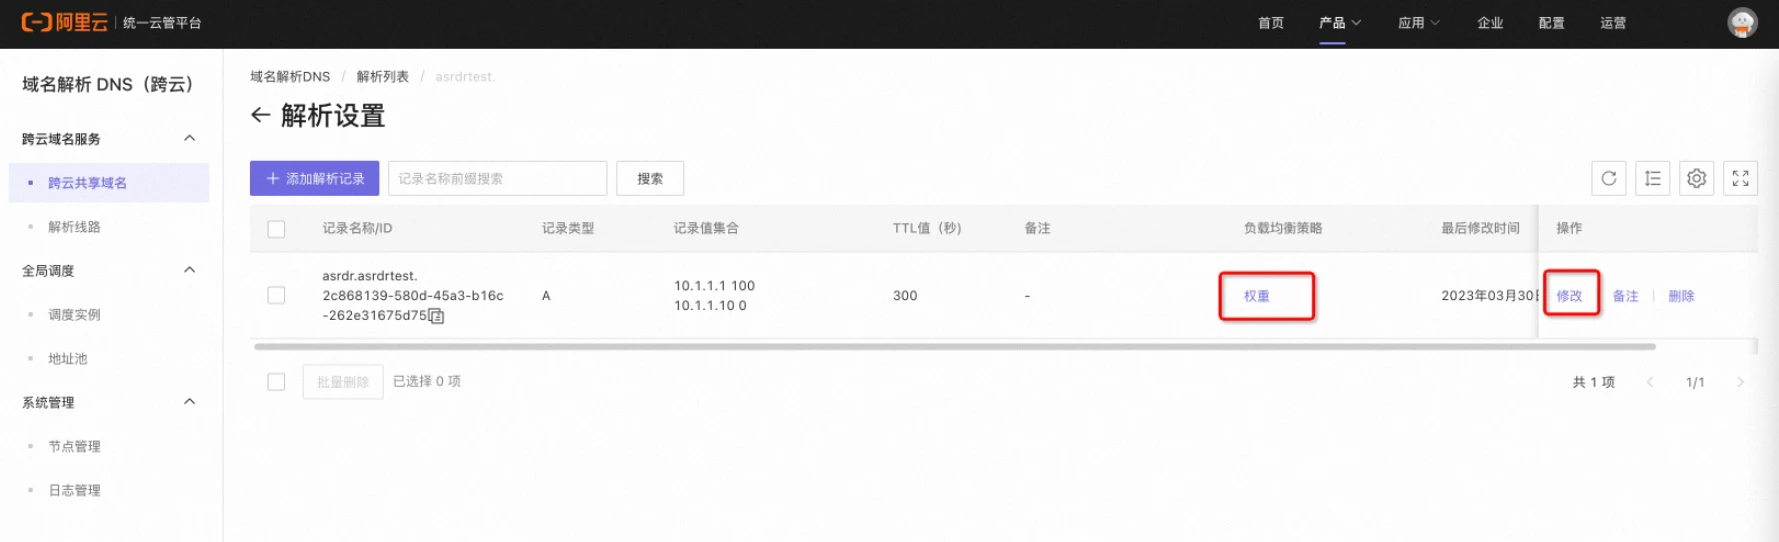 阿里云 统一云管平台 首页 产品 应用 企业 配置 运营
域名解析 DNS（跨云）
跨云域名服务
跨云共享域名
解析线路
全局调度
调度实例
地址池
系统管理
节点管理
日志管理
域名解析DNS / 解析列表 / asrdrtest.
解析设置
添加解析记录 记录名称前缀搜索 搜索
记录名称/ID 记录类型 记录值集合 TTL值（秒） 备注 负载均衡策略 最后修改时间 操作
asrdr.asrdrtest.
2c868139-580d-45a3-b16c
-262e31675d75
A
10.1.1.1 100
10.1.1.10 0
300
-
权重
2023年03月30
修改 备注 删除
批量删除 已选择 0 项
共 1 项 1/1